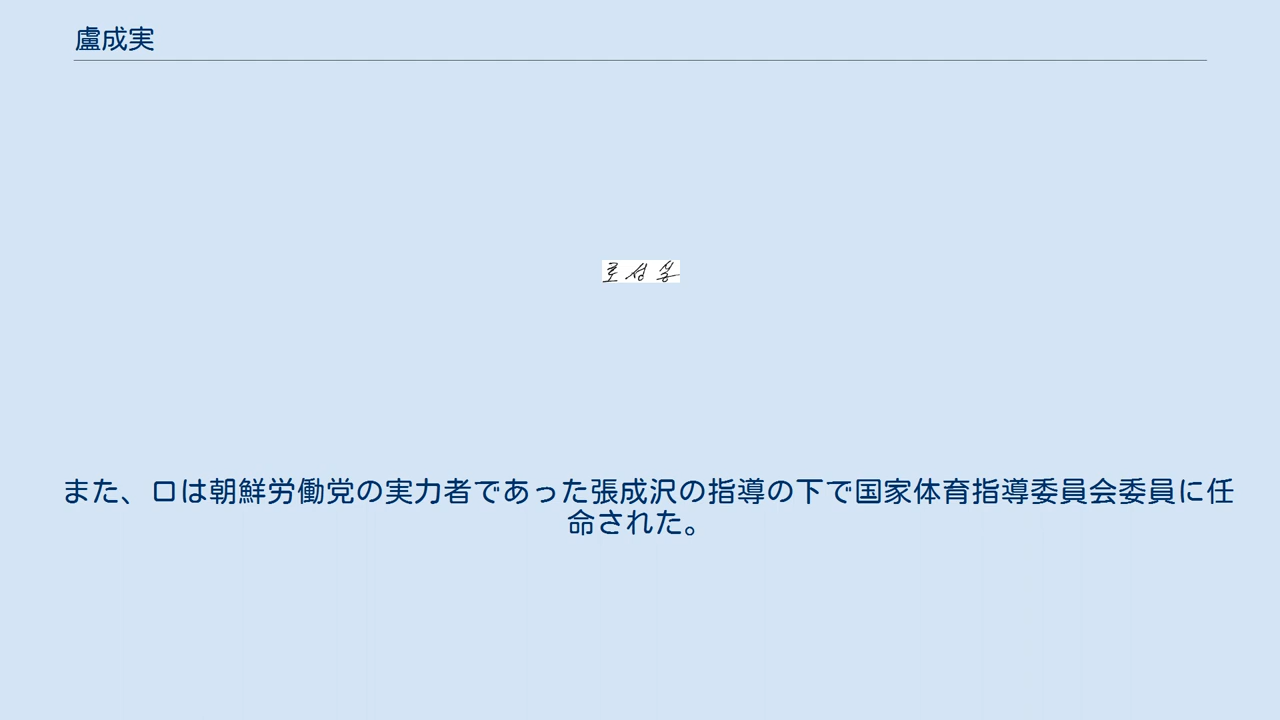 盧成実
로성실
また、ロは朝鮮労働党の実力者であった張成沢の指導の下で国家体育指導委員会委員に任
命された。